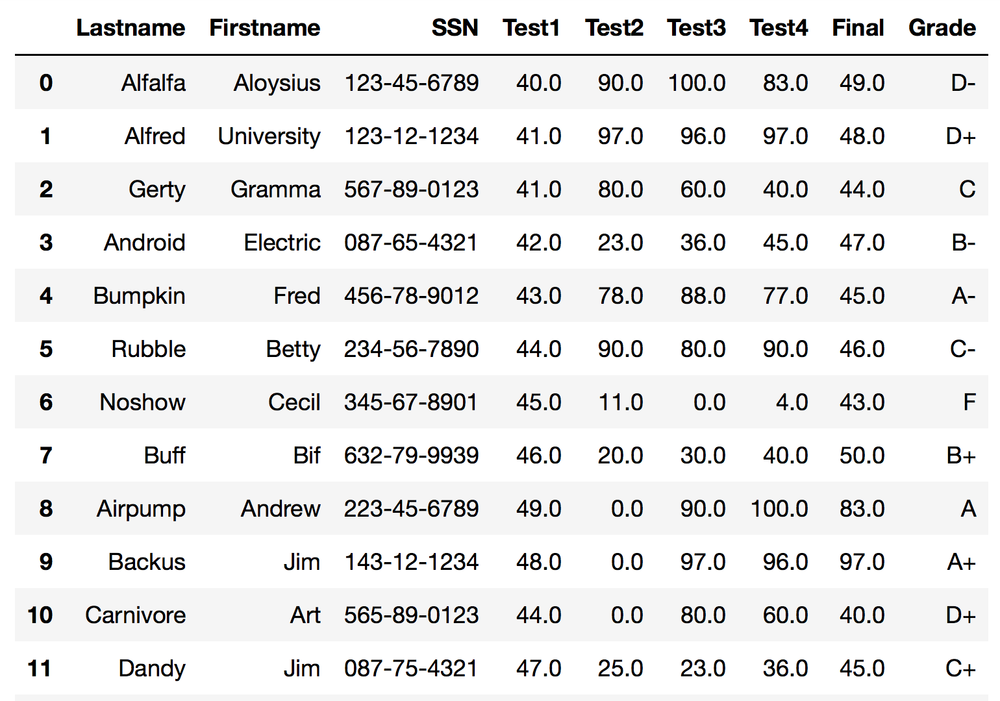 Lastname Firstname SSN Test1 Test2 Test3 Test4 Final Grade
0 Alfalfa Aloysius 123-45-6789 40.0 90.0 100.0 83.0 49.0 D-
1 Alfred University 123-12-1234 41.0 97.0 96.0 97.0 48.0 D+
2 Gerty Gramma 567-89-0123 41.0 80.0 60.0 40.0 44.0 C
3 Android Electric 087-65-4321 42.0 23.0 36.0 45.0 47.0 B-
4 Bumpkin Fred 456-78-9012 43.0 78.0 88.0 77.0 45.0 A-
5 Rubble Betty 234-56-7890 44.0 90.0 80.0 90.0 46.0 C-
6 Noshow Cecil 345-67-8901 45.0 11.0 0.0 4.0 43.0 F
7 Buff Bif 632-79-9939 46.0 20.0 30.0 40.0 50.0 B+
8 Airpump Andrew 223-45-6789 49.0 0.0 90.0 100.0 83.0 A
9 Backus Jim 143-12-1234 48.0 0.0 97.0 96.0 97.0 A+
10 Carnivore Art 565-89-0123 44.0 0.0 80.0 60.0 40.0 D+
11 Dandy Jim 087-75-4321 47.0 25.0 23.0 36.0 45.0 C+